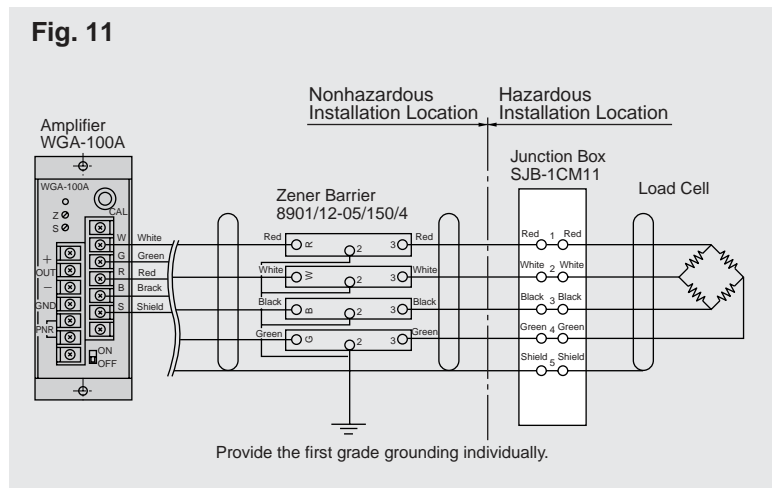 Fig. 11
Nonhazardous
Installation Location
Hazardous
Installation Location
Amplifier
WGA-100A
WGA-100A
Z
S
CAL
W White
G Green
R Red
B Brack
S Shield
+
OUT
−
GND
PNR
ON
OFF
Zener Barrier
8901/12-05/150/4
Red R 2 3 Red
White W 2 3 White
Black B 2 3 Black
Green G 2 3 Green
Junction Box
SJB-1CM11
Red 1 Red
White 2 White
Black 3 Black
Green 4 Green
Shield 5 Shield
Load Cell
Provide the first grade grounding individually.